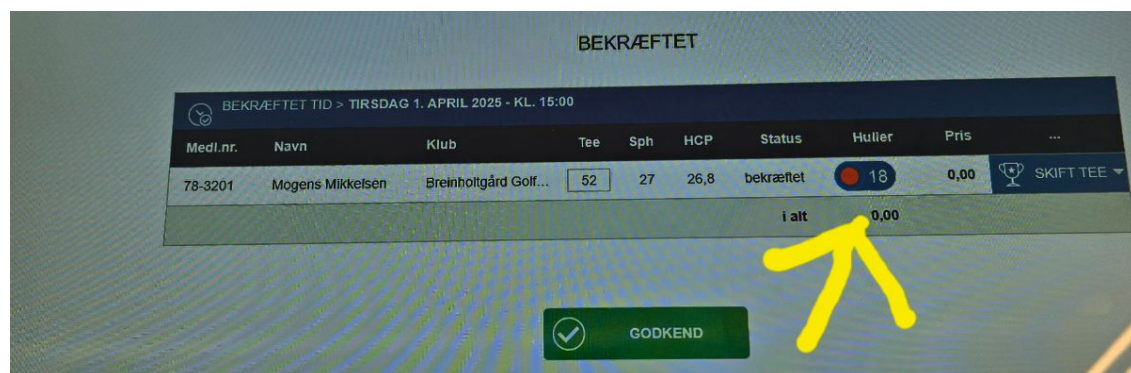 BEKRÆFTET
BEKRÆFTET TID > TIRSDAG 1. APRIL 2025 - KL. 15:00
Medl.nr. Navn Klub Tee Sph HCP Status Huller Pris ...
78-3201 Mogens Mikkelsen Breinholtgård Golf... 52 27 26,8 bekræftet 18 0,00 SKIFT TEE
i alt 0,00
GODKEND